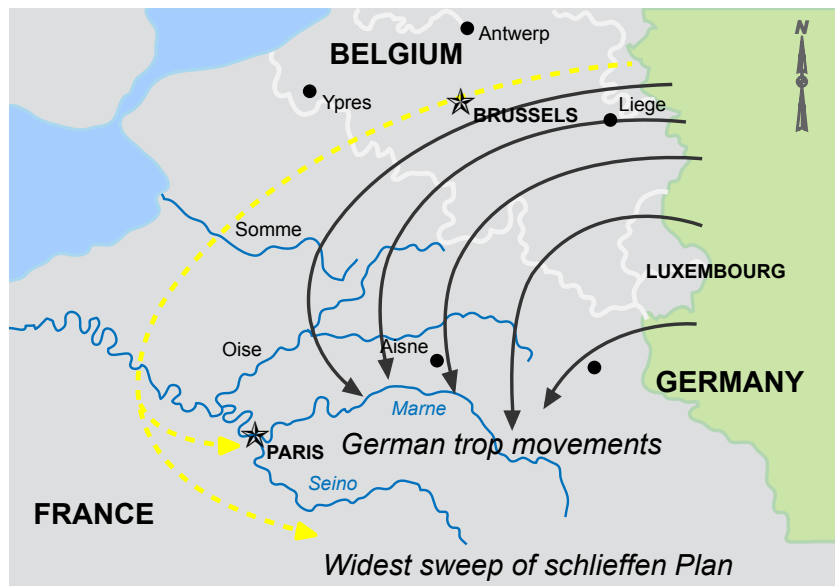 Antwerp
N
BELGIUM
Ypres
BRUSSELS
Liege
Somme
LUXEMBOURG
Oise
Aisne
GERMANY
Marne
PARIS
German trop movements
Seino
FRANCE
Widest sweep of schlieffen Plan